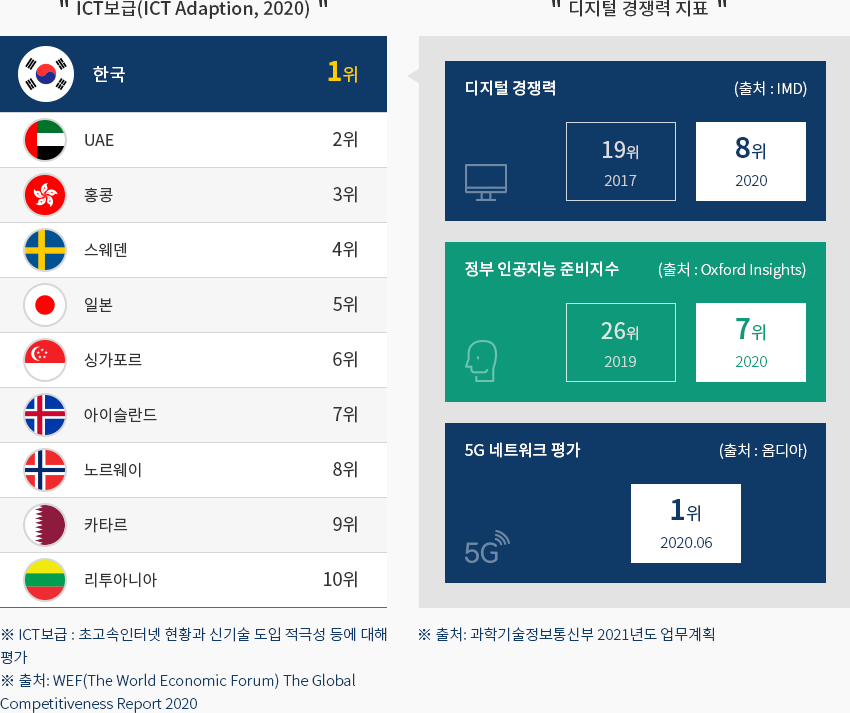 " ICT보급(ICT Adaption, 2020) "
한국 1위
UAE 2위
홍콩 3위
스웨덴 4위
일본 5위
싱가포르 6위
아이슬란드 7위
노르웨이 8위
카타르 9위
리투아니아 10위
※ ICT보급 : 초고속인터넷 현황과 신기술 도입 적극성 등에 대해
평가
※ 출처: WEF(The World Economic Forum) The Global
Competitiveness Report 2020
" 디지털 경쟁력 지표 "
디지털 경쟁력 (출처 : IMD)
19위 8위
2017 2020
정부 인공지능 준비지수 (출처 : Oxford Insights)
26위 7위
2019 2020
5G 네트워크 평가 (출처 : 옴디아)
1위
2020.06
5G
※ 출처: 과학기술정보통신부 2021년도 업무계획